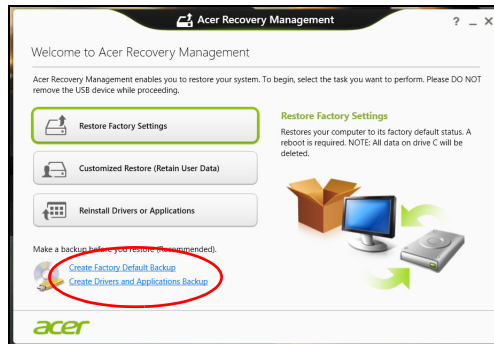 Acer Recovery Management
Welcome to Acer Recovery Management
Acer Recovery Management enables you to restore your system. To begin, select the task you want to perform. Please DO NOT
remove the USB device while proceeding.
Restore Factory Settings
Customized Restore (Retain User Data)
Reinstall Drivers or Applications
Restore Factory Settings
Restores your computer to its factory default status. A
reboot is required. NOTE: All data on drive C will be
deleted.
Make a backup before you restore (Recommended).
Create Factory Default Backup
Create Drivers and Applications Backup
acer